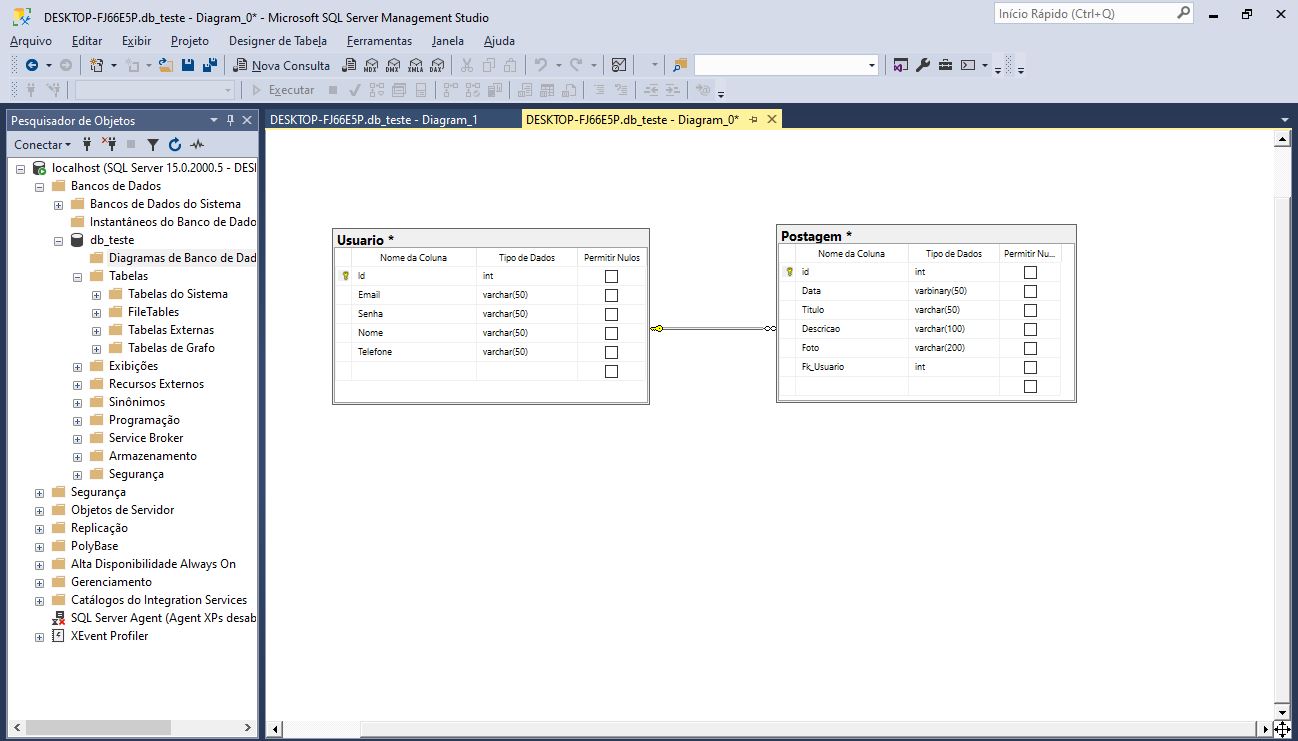 DESKTOP-FJ66E5P.db_teste - Diagram_0* - Microsoft SQL Server Management Studio
Início Rápido (Ctrl+Q)
Arquivo Editar Exibir Projeto Designer de Tabela Ferramentas Janela Ajuda
Nova Consulta MDX DMX XMLA DAX
Executar
Pesquisador de Objetos
DESKTOP-FJ66E5P.db_teste - Diagram_1
DESKTOP-FJ66E5P.db_teste - Diagram_0*
Conectar
localhost (SQL Server 15.0.2000.5 - DESI
Bancos de Dados
Bancos de Dados do Sistema
Instantâneos do Banco de Dado
db_teste
Diagramas de Banco de Dad
Tabelas
Tabelas do Sistema
FileTables
Tabelas Externas
Tabelas de Grafo
Exibições
Recursos Externos
Sinônimos
Programação
Service Broker
Armazenamento
Segurança
Segurança
Objetos de Servidor
Replicação
PolyBase
Alta Disponibilidade Always On
Gerenciamento
Catálogos do Integration Services
SQL Server Agent (Agent XPs desab
XEvent Profiler
Usuario *
Nome da Coluna Tipo de Dados Permitir Nulos
Id int
Email varchar(50)
Senha varchar(50)
Nome varchar(50)
Telefone varchar(50)
Postagem *
Nome da Coluna Tipo de Dados Permitir Nu...
id int
Data varbinary(50)
Titulo varchar(50)
Descricao varchar(100)
Foto varchar(200)
Fk_Usuario int